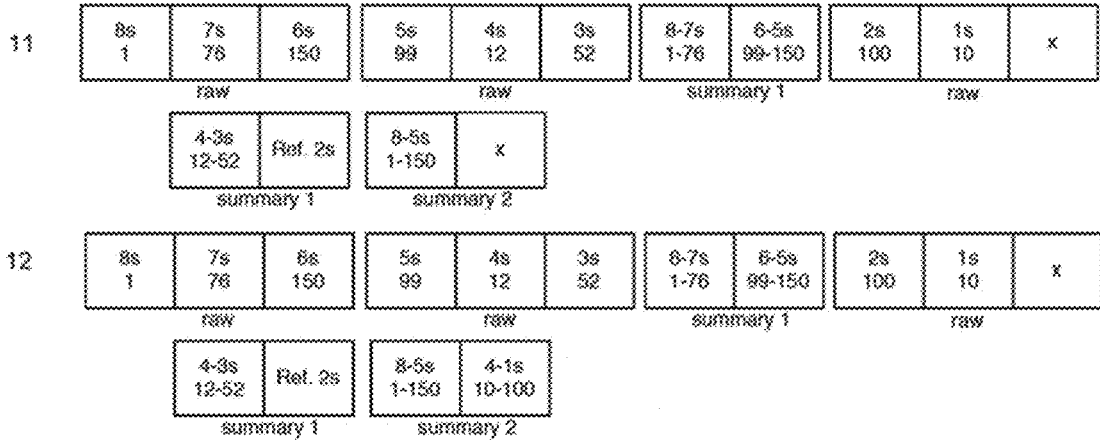 11
8s 7s 6s 5s 4s 3s 8-7s 6-5s 2s 1s x
1 76 150 99 12 52 1-76 99-150 100 10
raw raw summary 1 raw
4-3s Ref. 2s 8-5s x
12-52 1-150
summary 1 summary 2
12
8s 7s 6s 5s 4s 3s 8-7s 6-5s 2s 1s x
1 76 150 99 12 52 1-76 99-150 100 10
raw raw summary 1 raw
4-3s Ref. 2s 8-5s 4-1s
12-52 1-150 10-100
summary 1 summary 2